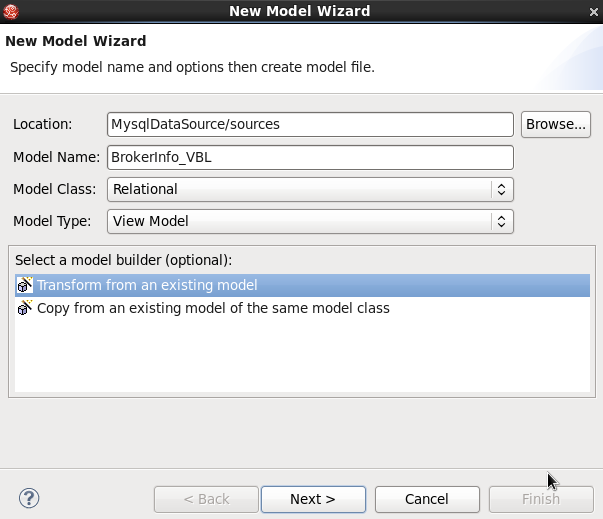 New Model Wizard
New Model Wizard
Specify model name and options then create model file.
Location: MysqlDataSource/sources Browse...
Model Name: BrokerInfo_VBL
Model Class: Relational
Model Type: View Model
Select a model builder (optional):
Transform from an existing model
Copy from an existing model of the same model class
? < Back Next > Cancel Finish